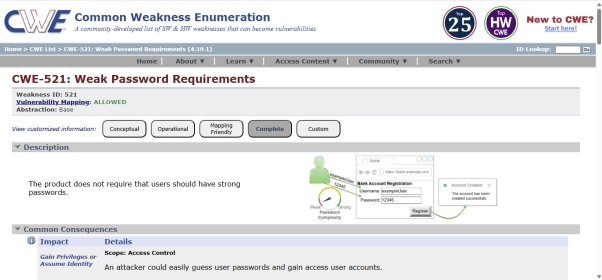 CWE
Common Weakness Enumeration
A community-developed list of SW & HW weaknesses that can become vulnerabilities
Top 25
Top HW CWE
New to CWE?
Start here!
Home > CWE List > CWE-521: Weak Password Requirements (4.19.1)
ID Lookup:
Go
Home | About ▼ | Learn ▼ | Access Content ▼ | Community ▼ | Search ▼
CWE-521: Weak Password Requirements
Weakness ID: 521
Vulnerability Mapping: ALLOWED
Abstraction: Base
View customized information:
Conceptual
Operational
Mapping Friendly
Complete
Custom
Description
The product does not require that users should have strong
passwords.
exampleUser
12345
Weak
Strong
Password
Complexity
BANK
https://bank.example.com
Bank Account Registration
Username: exampleUser
Password: 12345
Register
Account Creation X
The account has been
created successfully
Common Consequences
Impact
Details
Gain Privileges or
Assume Identity
Scope: Access Control
An attacker could easily guess user passwords and gain access user accounts.